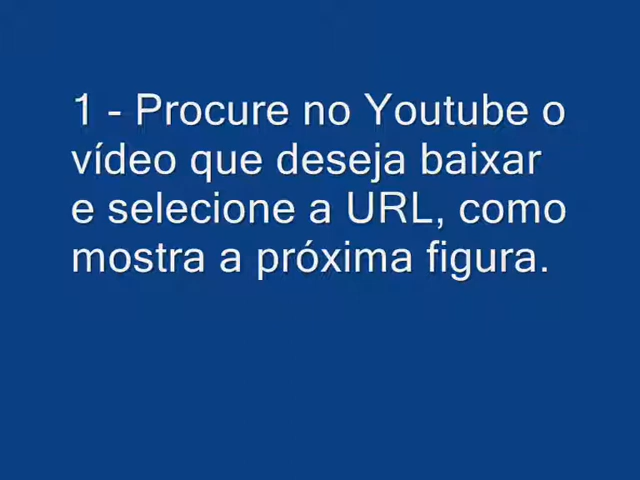 1 - Procure no Youtube o
vídeo que deseja baixar
e selecione a URL, como
mostra a próxima figura.